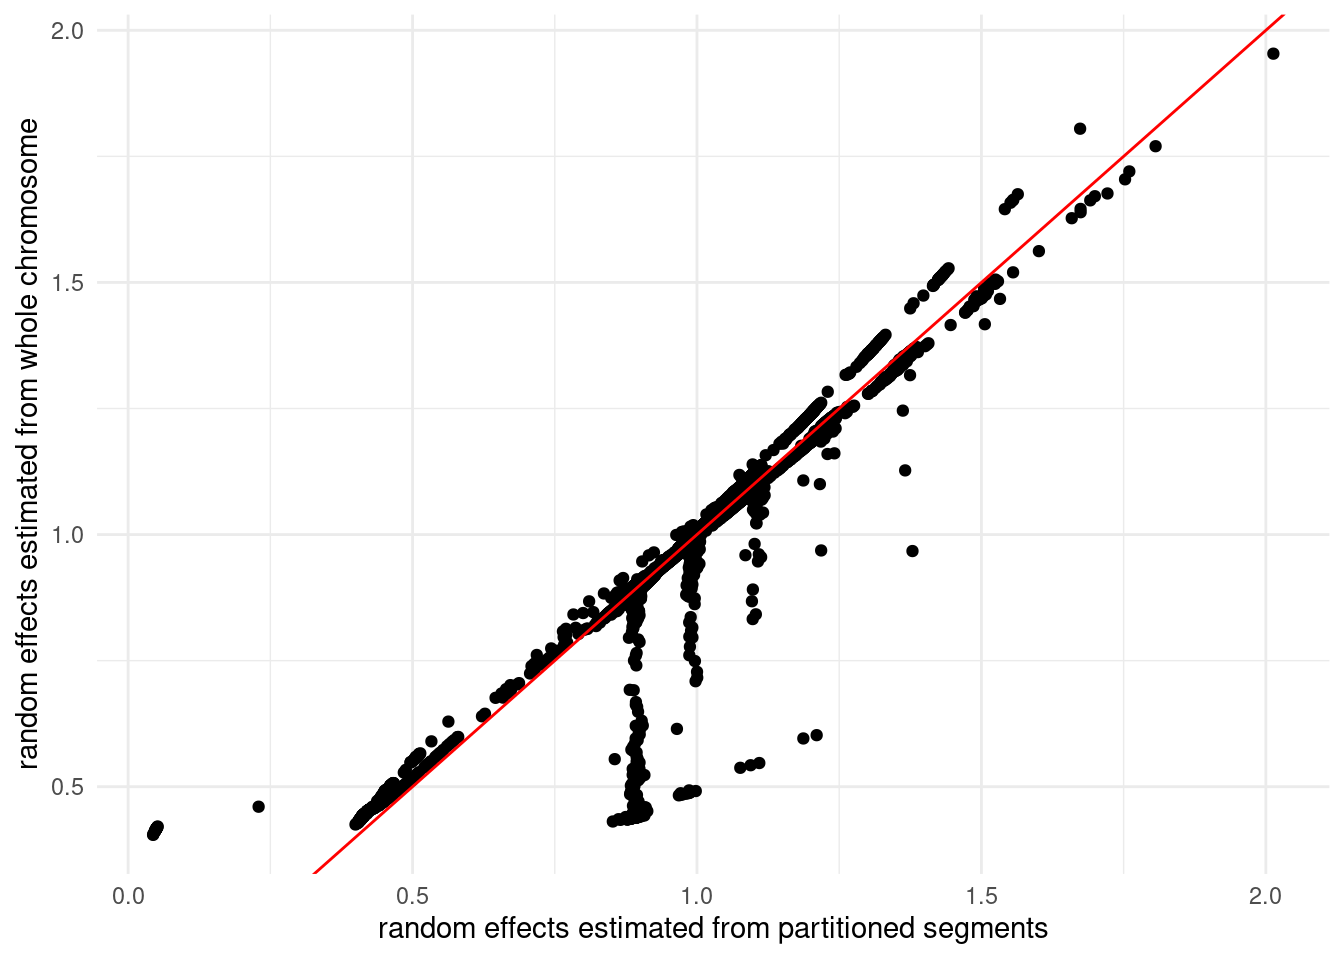 random effects estimated from whole chromosome
2.0
1.5
1.0
0.5
0.0 0.5 1.0 1.5 2.0
random effects estimated from partitioned segments